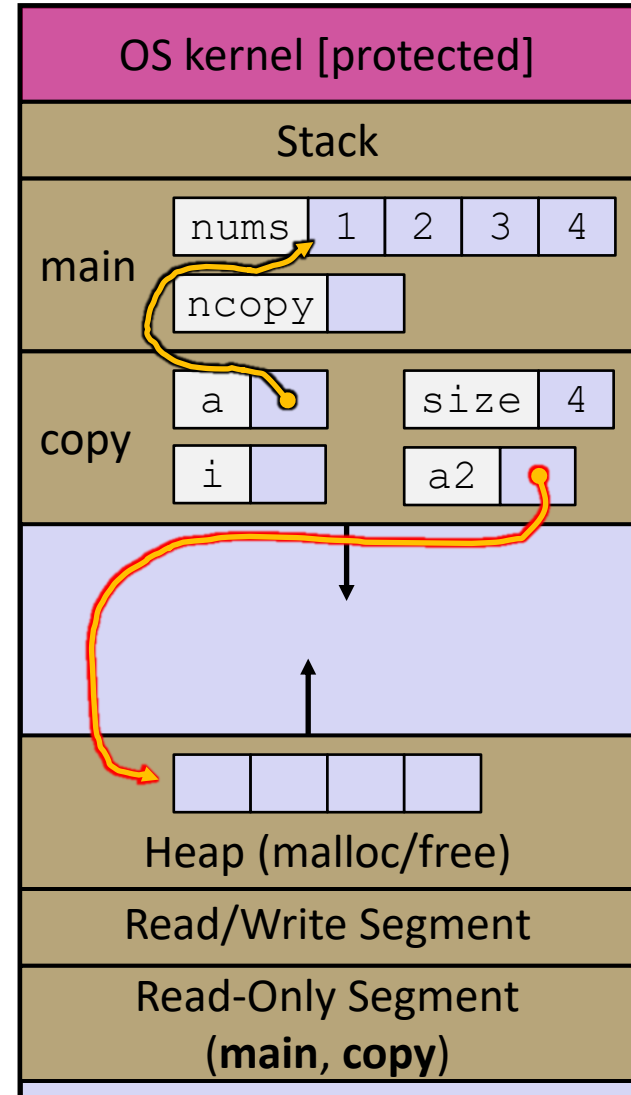 OS kernel [protected]
Stack
main
nums 1 2 3 4
ncopy
copy
a
size 4
i
a2
Heap (malloc/free)
Read/Write Segment
Read-Only Segment
(main, copy)